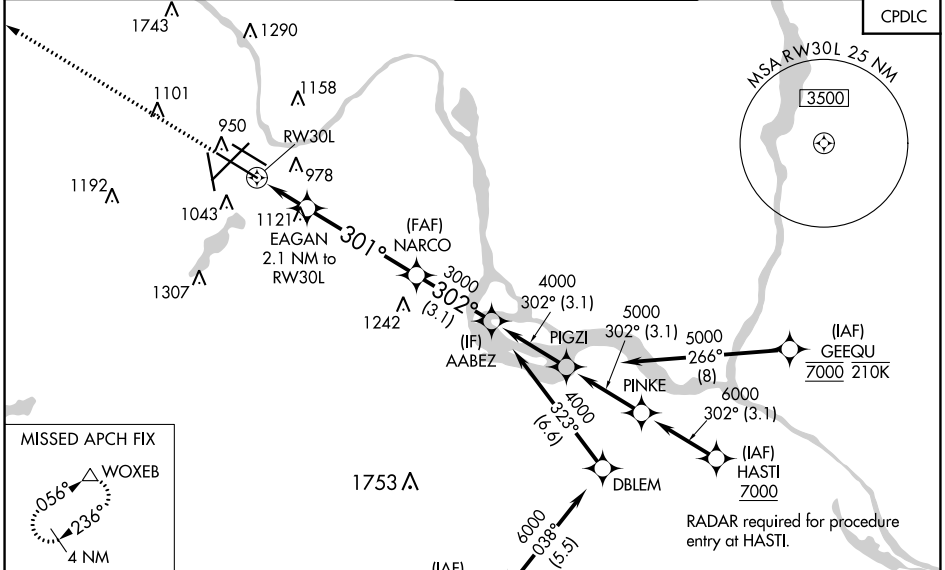 CPDLC
1743
1290
MSA RW30L 25 NM
3500
1158
1101
950
RW30L
978
1192
1043
1121
EAGAN
2.1 NM to
RW30L
301°
(FAF)
NARCO
3000
302°
(3.1)
4000
302° (3.1)
5000
302° (3.1)
1307
1242
(IF)
AABEZ
PIGZI
5000
266°
(8)
(IAF)
GEEQU
7000 210K
PINKE
6000
302° (3.1)
4000
323°
(6.6)
(IAF)
HASTI
7000
MISSED APCH FIX
WOXEB
056°
236°
4 NM
1753
DBLEM
RADAR required for procedure
entry at HASTI.
6000
038°
(5.5)
(IAF)